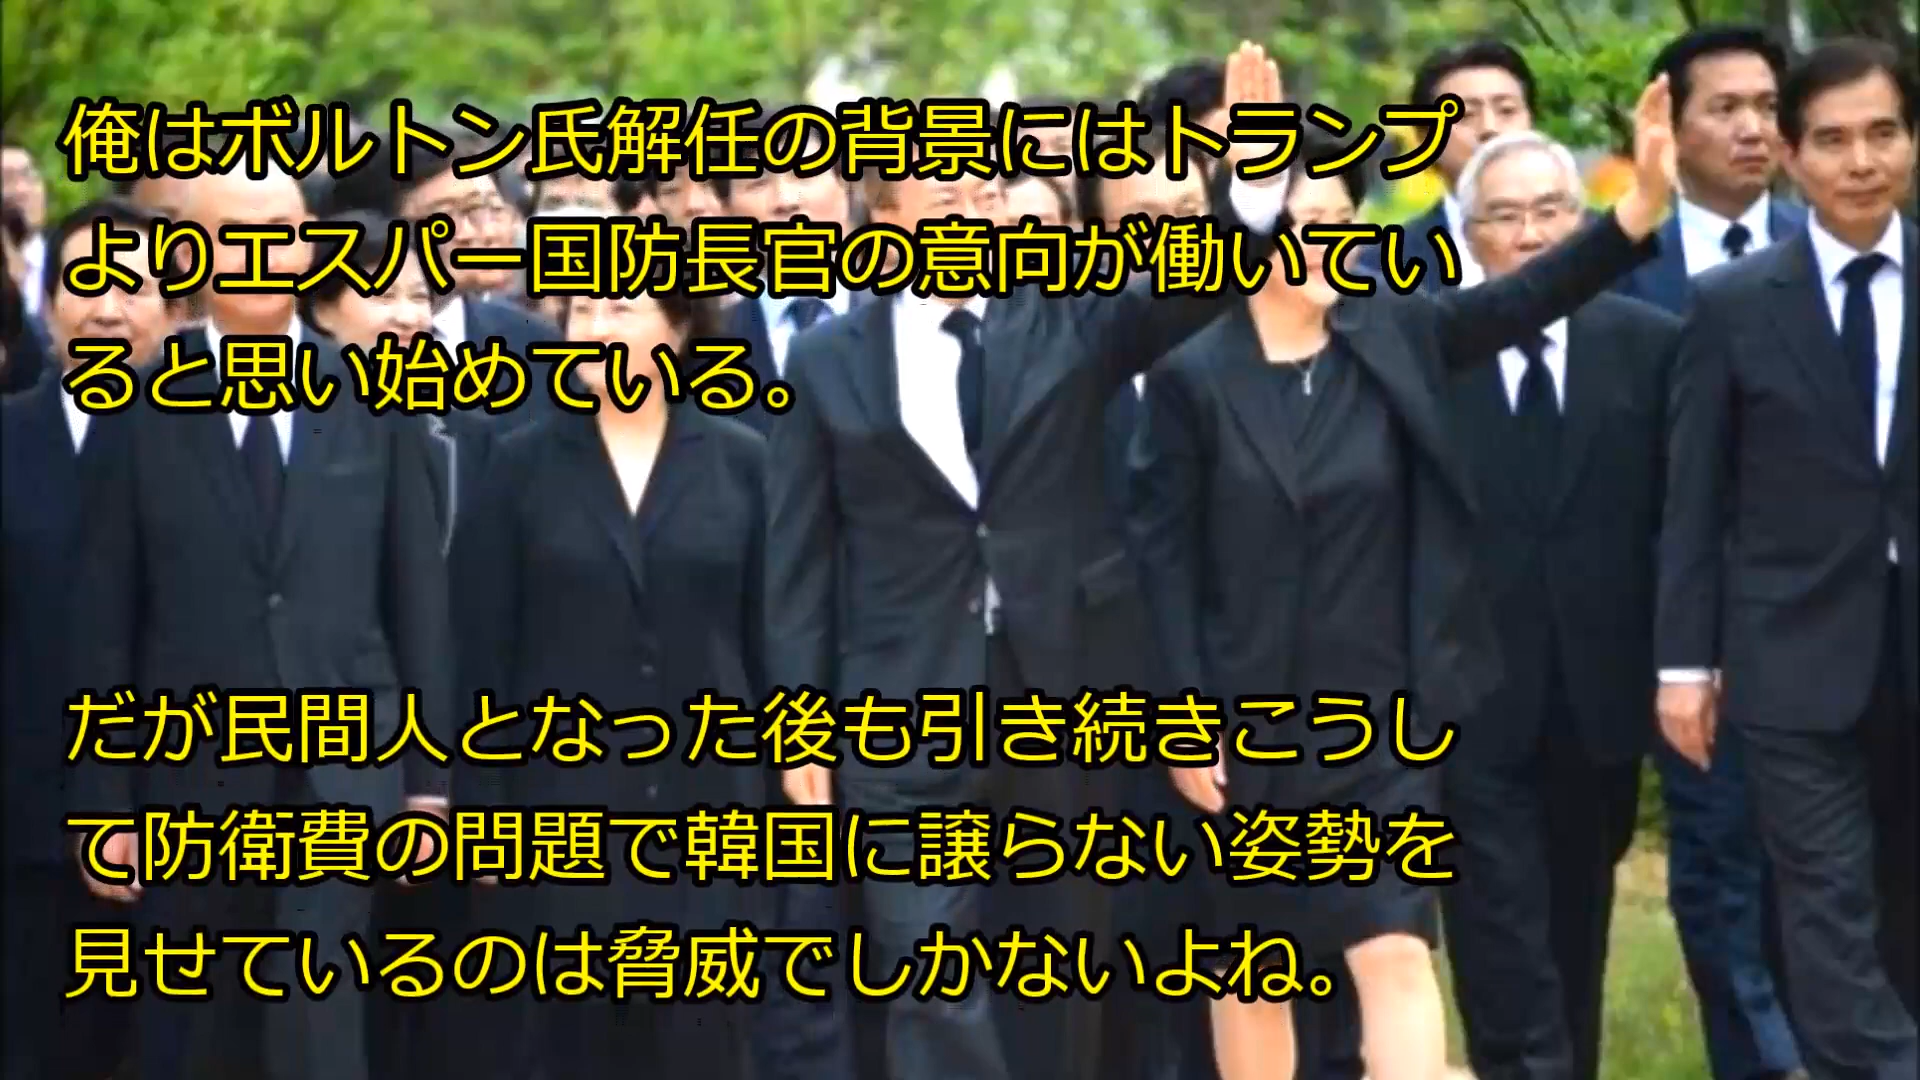 俺はボルトン氏解任の背景にはトランプ
よりエスパー国防長官の意向が働いてい
ると思い始めている。
だが民間人となった後も引き続きこうし
て防衛費の問題で韓国に譲らない姿勢を
見せているのは脅威でしかないよね。